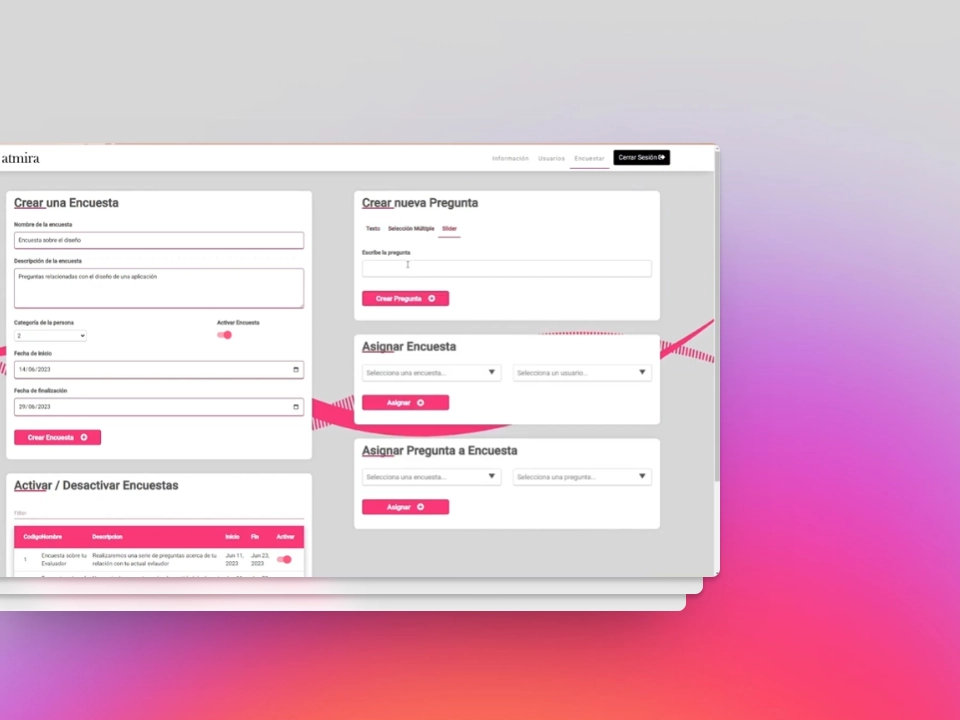 atmira
Información Usuarios Encuestas Cerrar Sesión
Crear una Encuesta
Nombre de la encuesta
Encuesta sobre el diseño
Descripción de la encuesta
Preguntas relacionadas con el diseño de una aplicación
Categoría de la persona
Activar Encuesta
2
Fecha de Inicio
14/06/2023
Fecha de finalización
29/06/2023
Crear Encuesta
Activar / Desactivar Encuestas
Filter
Codigo Nombre Descripcion Inicio Fin Activar
1 Encuesta sobre tu Evaluador Realizaremos una serie de preguntas acerca de tu relación con tu actual evluador Jun 11, 2023 Jun 23, 2023
Crear nueva Pregunta
Texto Selección Múltiple Slider
Escribe la pregunta
Crear Pregunta
Asignar Encuesta
Selecciona una encuesta... Selecciona un usuario...
Asignar
Asignar Pregunta a Encuesta
Selecciona una encuesta... Selecciona una pregunta...
Asignar